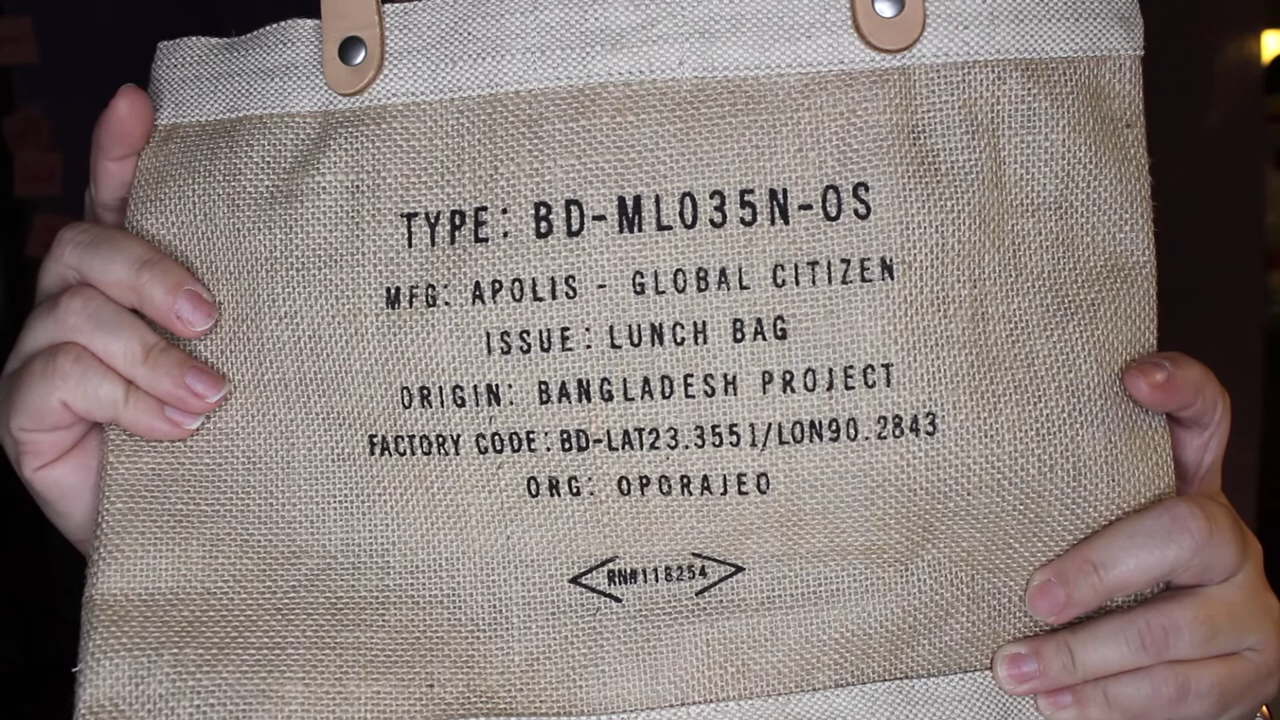 TYPE: BD-ML035N-OS
MFG: APOLIS - GLOBAL CITIZEN
ISSUE: LUNCH BAG
ORIGIN: BANGLADESH PROJECT
FACTORY CODE: BD-LAT23.3551/LON90.2843
ORG: OPORAJEO
RN#118254